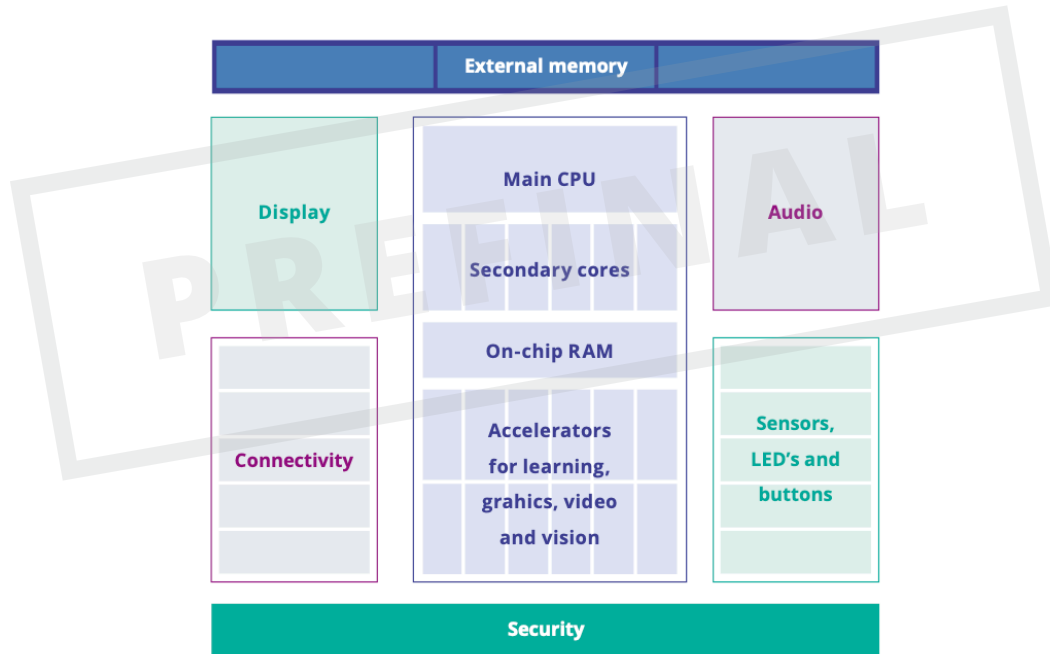 External memory
Main CPU
Display
Audio
Secondary cores
On-chip RAM
Accelerators
for learning,
grahics, video
and vision
Connectivity
Sensors,
LED’s and
buttons
Security
PREFINAL